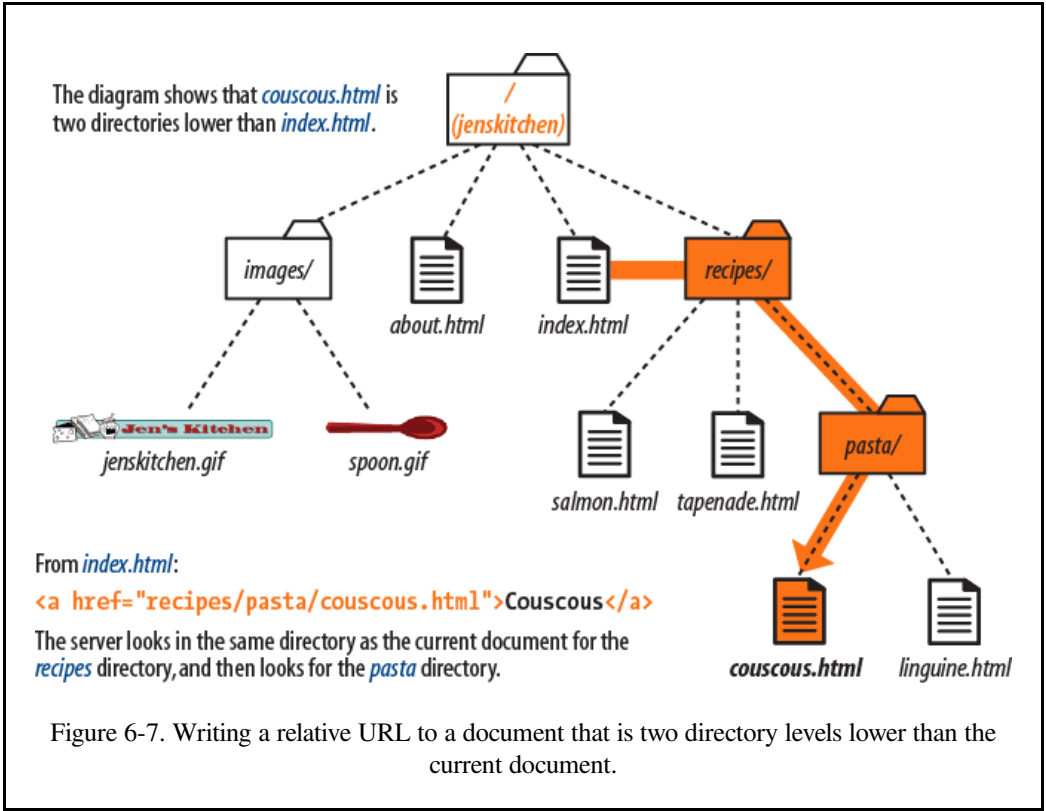 The diagram shows that couscous.html is
two directories lower than index.html.
/
(jenskitchen)
images/
about.html
index.html
recipes/
Jen's Kitchen
jenskitchen.gif
spoon.gif
salmon.html
tapenade.html
pasta/
couscous.html
linguine.html
From index.html:
<a href="recipes/pasta/couscous.html">Couscous</a>
The server looks in the same directory as the current document for the
recipes directory, and then looks for the pasta directory.
Figure 6-7. Writing a relative URL to a document that is two directory levels lower than the
current document.